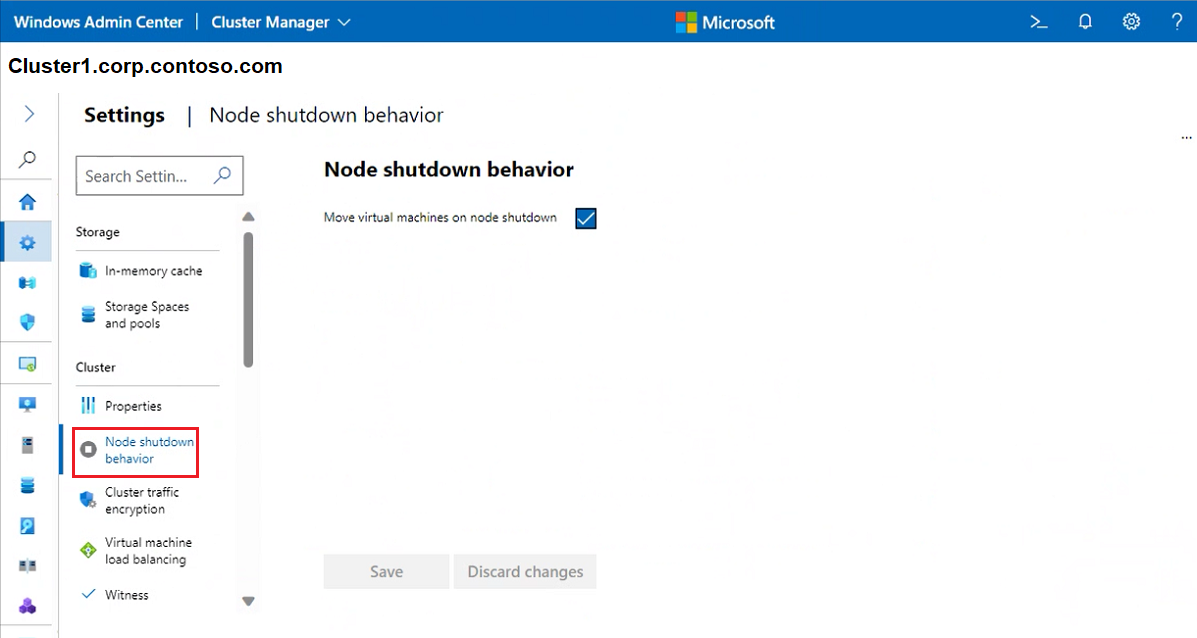 Windows Admin Center | Cluster Manager
Microsoft
>_
?
Cluster1.corp.contoso.com
Settings | Node shutdown behavior
...
Search Settin...
Node shutdown behavior
Move virtual machines on node shutdown
Storage
In-memory cache
Storage Spaces
and pools
Cluster
Properties
Node shutdown
behavior
Cluster traffic
encryption
Virtual machine
load balancing
Witness
Save
Discard changes